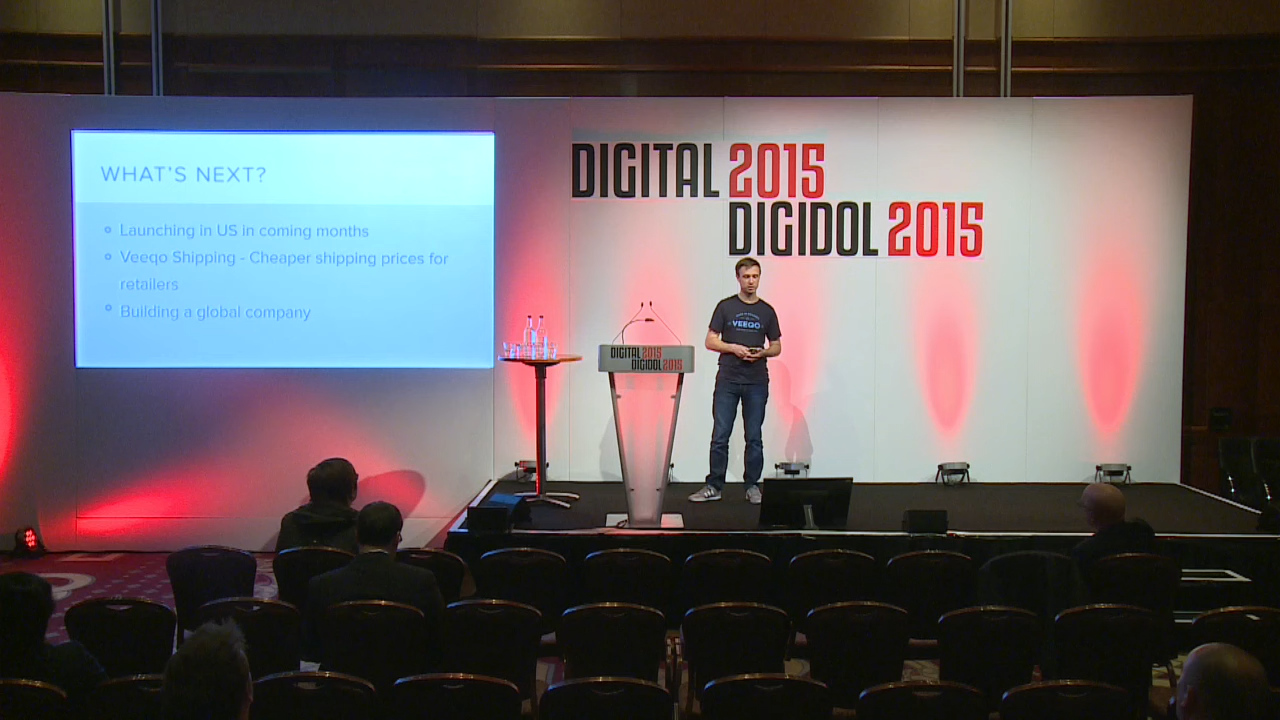 WHAT'S NEXT?
Launching in US in coming months
Veeqo Shipping - Cheaper shipping prices for
retailers
Building a global company
DIGITAL 2015
DIGIDOL 2015
VEEQO
DIGITAL 2015
DIGIDOL 2015